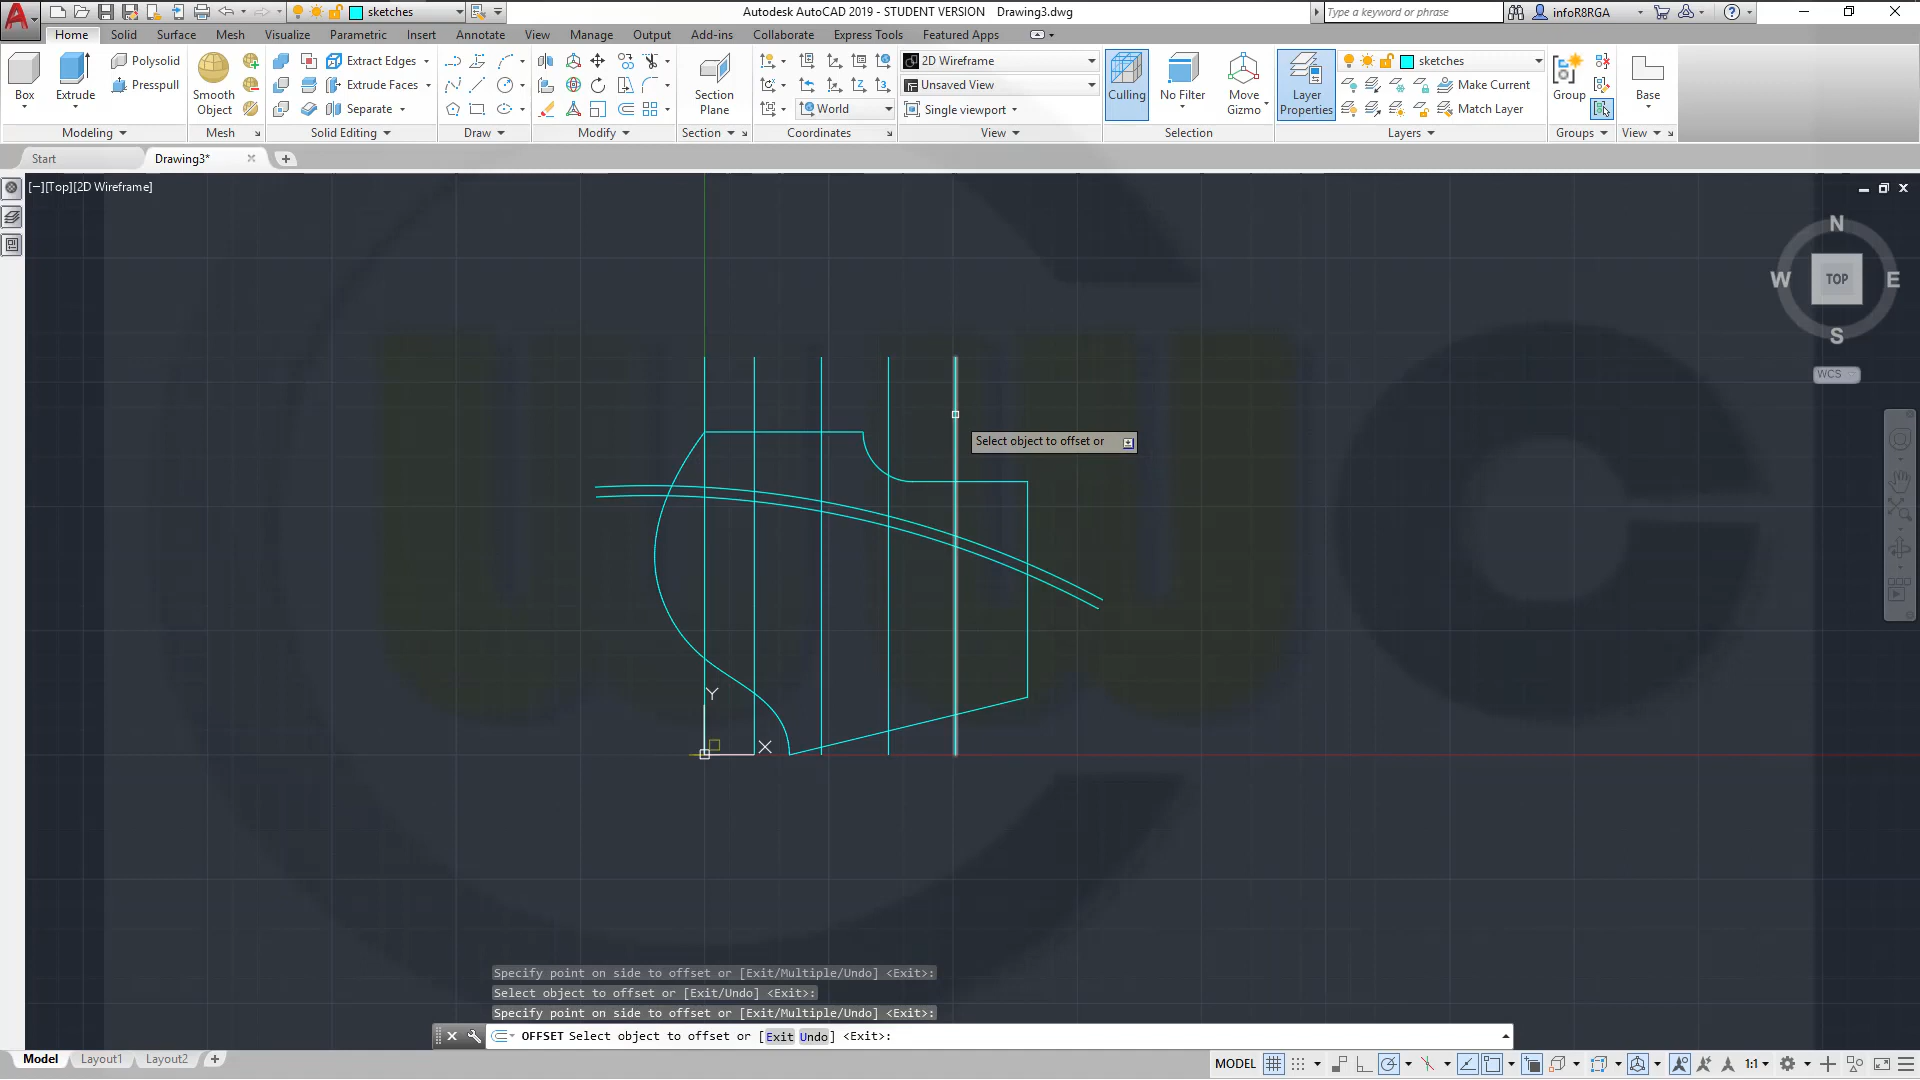 sketches
Autodesk AutoCAD 2019 - STUDENT VERSION Drawing3.dwg
Type a keyword or phrase
infoR8RGA
Home Solid Surface Mesh Visualize Parametric Insert Annotate View Manage Output Add-ins Collaborate Express Tools Featured Apps
Box
Extrude
Polysolid
Presspull
Modeling
Smooth
Object
Mesh
Extract Edges
Extrude Faces
Separate
Solid Editing
Draw
Modify
Section
Plane
Section
World
Coordinates
2D Wireframe
Unsaved View
Single viewport
View
Culling
No Filter
Move
Gizmo
Selection
Layer
Properties
sketches
Make Current
Match Layer
Layers
Group
Groups
Base
View
Start
Drawing3*
[−][Top][2D Wireframe]
N
W
TOP
E
S
WCS
Select object to offset or
Y
X
Specify point on side to offset or [Exit/Multiple/Undo] <Exit>:
Select object to offset or [Exit/Undo] <Exit>:
Specify point on side to offset or [Exit/Multiple/Undo] <Exit>:
OFFSET Select object to offset or [Exit Undo] <Exit>:
Model Layout1 Layout2
MODEL
1:1